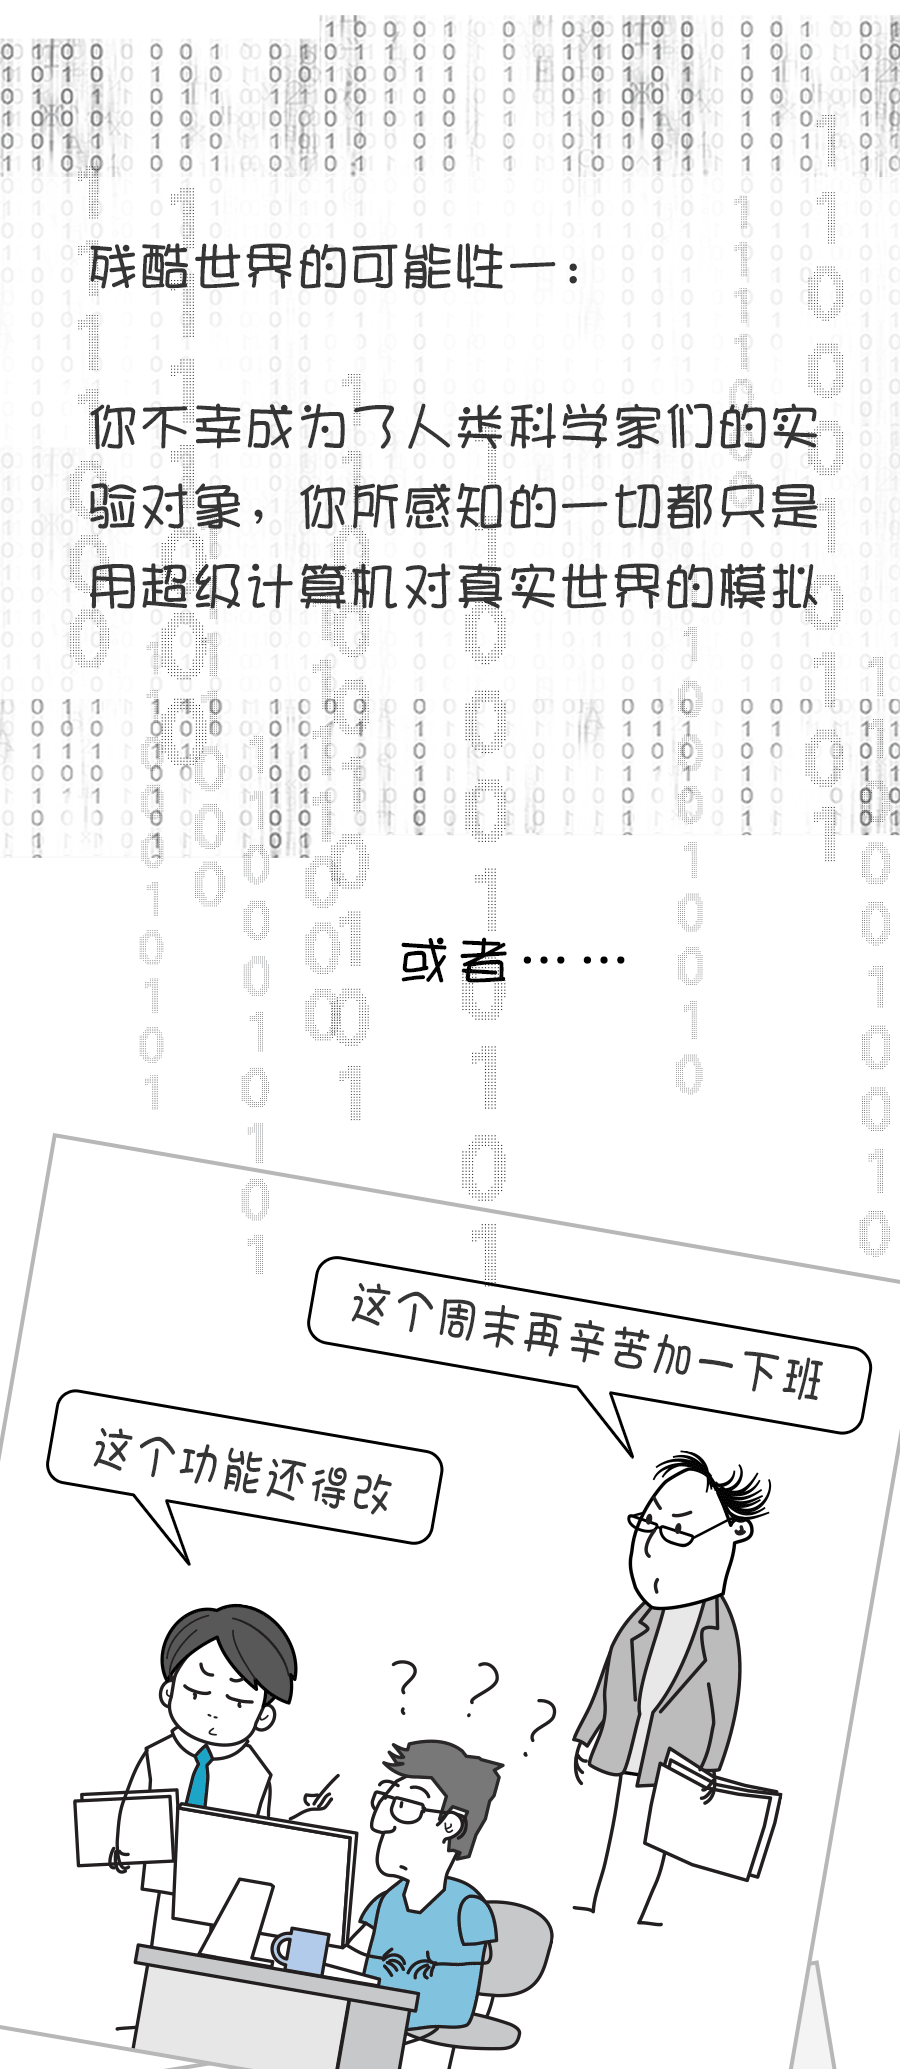 残酷世界的可能性一：
你不幸成为了人类科学家们的实
验对象，你所感知的一切都只是
用超级计算机对真实世界的模拟
或者……
这个周末再辛苦加一下班
这个功能还得改
? ? ?